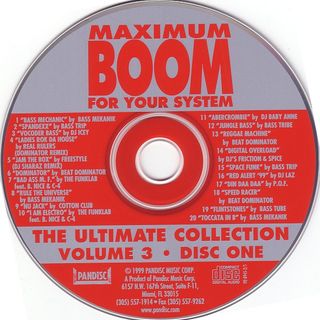 MAXIMUM
BOOM
FOR YOUR SYSTEM
1 "BASS MECHANIC" by BASS MEKANIK
2 "SPANDEXX" by BASS TRIP
3 "VOCODER BASS" by DJ ICEY
4 "LADIES ROK DA HOUSE"
by REAL RULERS
(DOMINATOR REMIX)
5 "JAM THE BOX" by FREESTYLE
(DJ SHARAZ REMIX)
6 "DOMINATOR" by BEAT DOMINATOR
7 "BAD ASS M. F." by THE FUNKLAB
feat. B. NICE & C-4
8 "RULE THE UNIVERSE"
by BASS MEKANIK
9 "NU JACK" by COTTON CLUB
10 "I AM ELECTRO" by THE FUNKLAB
feat. B. NICE & C-4
11 "ABERCROMBIE" by DJ BABY ANNE
12 "JUNGLE BASS" by BASS TRIBE
13 "REGGAE MACHINE"
by BEAT DOMINATOR
14 "DIGITAL OVERLOAD"
by DJ'S FRICTION & SPICE
15 "SPACE FUNK" by BASS TRIP
16 "RED ALERT '99" by DJ LAZ
17 "DIN DAA DAA" by P.O.F.
18 "SPEED RACER"
by BEAT DOMINATOR
19 "FLINTSTONES" by BASS TUBE
20 "TOCCATA IN B" by BASS MEKANIK
THE ULTIMATE COLLECTION
VOLUME 3 • DISC ONE
PANDISC
© 1999 PANDISC MUSIC CORP.
A Product of Pandisc Music Corp.
6157 N.W. 167th Street, Suite F-11,
Miami, FL 33015
(305) 557-1914 • Fax (305) 557-9262
COMPACT
disc
DIGITAL AUDIO